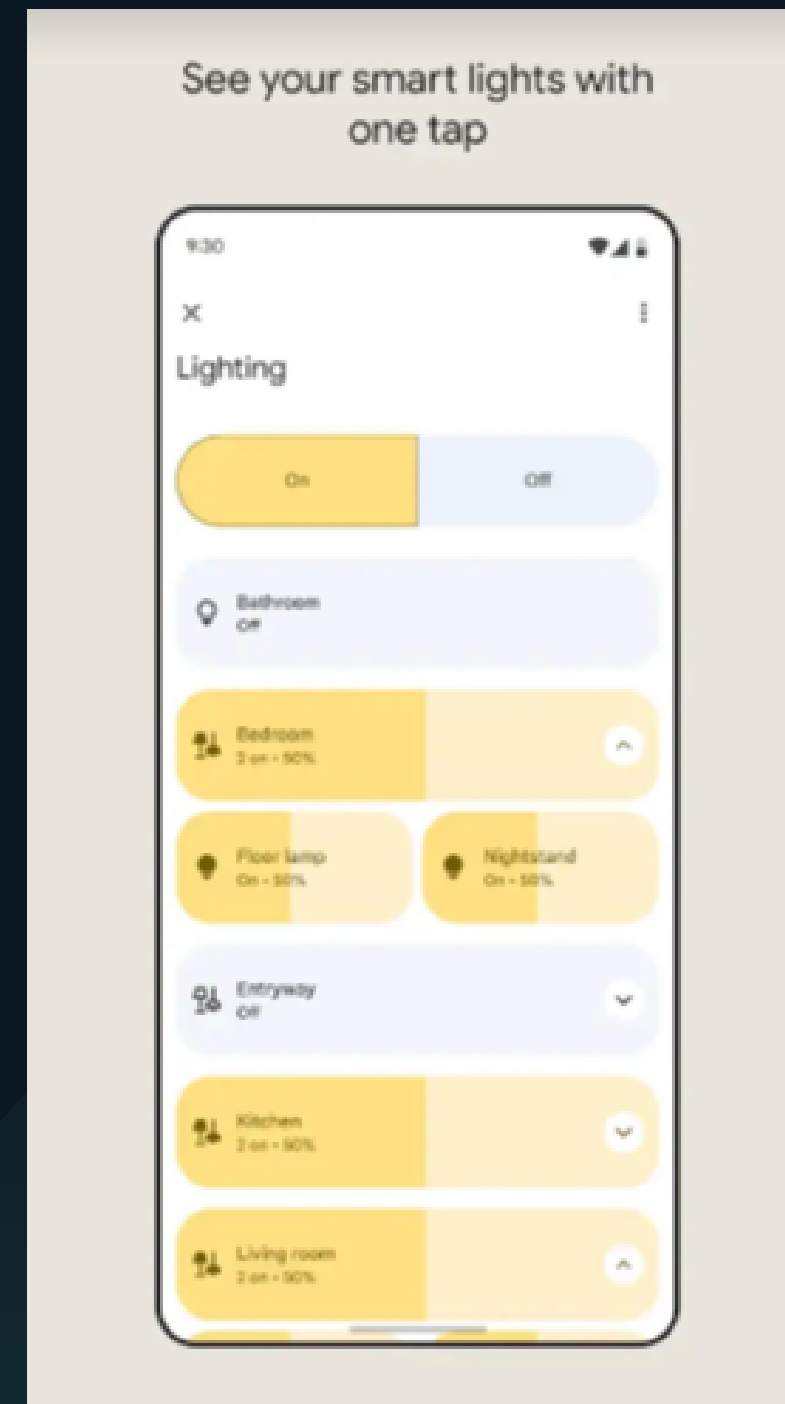 See your smart lights with
one tap
9:30
Lighting
On
Off
Bathroom
Off
Bedroom
2 on • 50%
Floor lamp
On • 50%
Nightstand
On • 50%
Entryway
Off
Kitchen
2 on • 50%
Living room
2 on • 50%